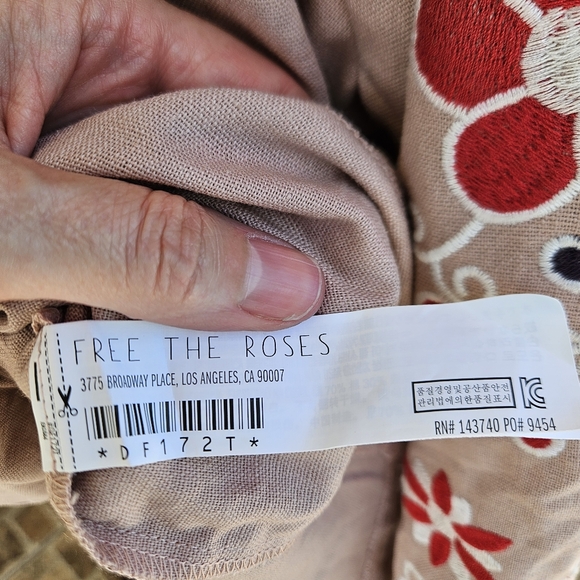 FREE THE ROSES
3775 BROADWAY PLACE, LOS ANGELES, CA 90007
*DF172T*
품질경영및공산품안전
관리법에의한품질표시
KC
RN# 143740 PO# 9454